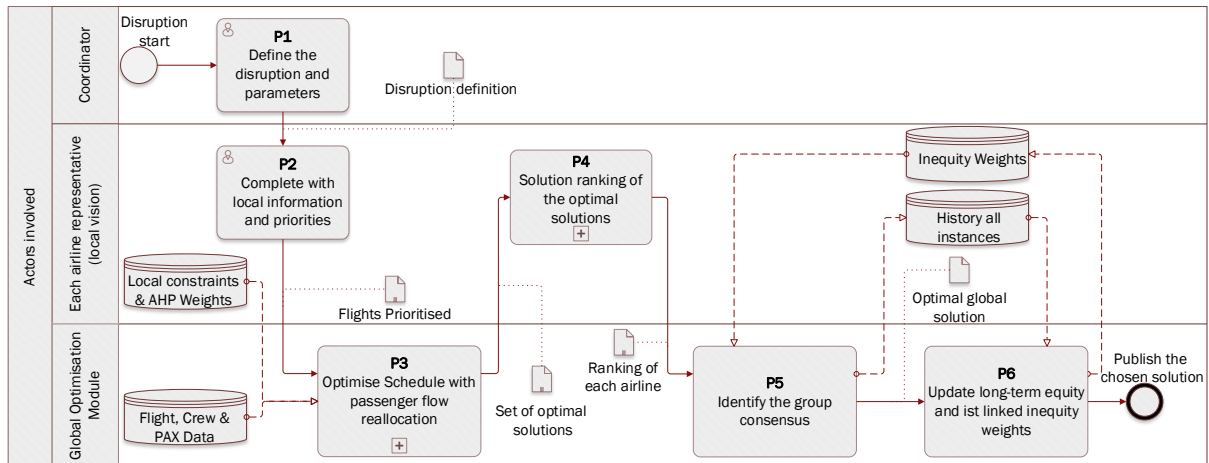 Actors involved
Coordinator
Disruption
start
P1
Define the
disruption and
parameters
Disruption definition
Each airline representative
(local vision)
P2
Complete with
local information
and priorities
P4
Solution ranking of
the optimal
solutions
Inequity Weights
History all
instances
Local constraints
& AHP Weights
Flights Prioritised
Optimal global
solution
Global Optimisation
Module
Flight, Crew &
PAX Data
P3
Optimise Schedule with
passenger flow
reallocation
Set of optimal
solutions
Ranking of
each airline
P5
Identify the group
consensus
P6
Update long-term equity
and ist linked inequity
weights
Publish the
chosen solution